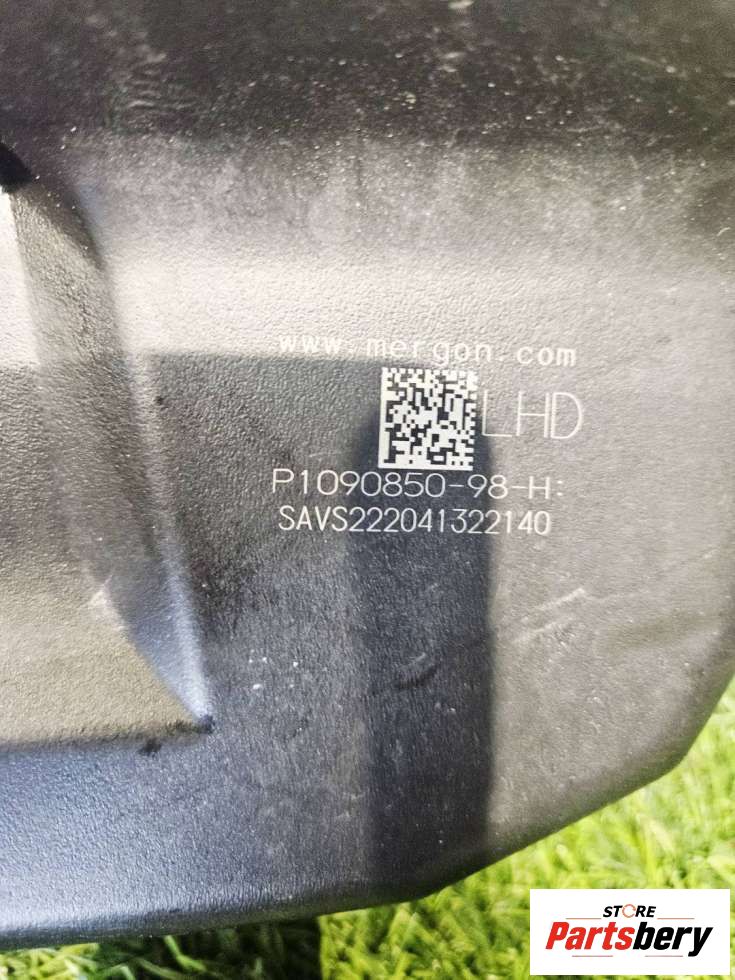 www.mergon.com
LHD
P1090850-98-H:
SAVS222041322140
STORE
Partsbery